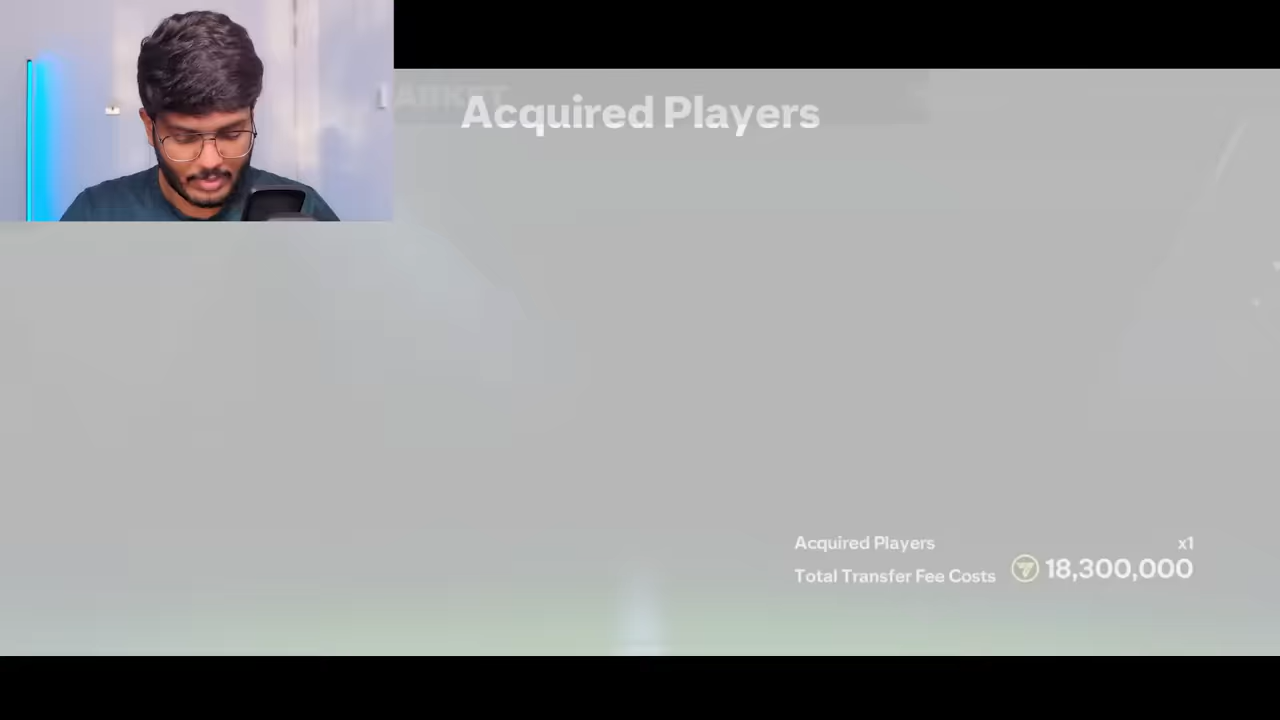 Acquired Players
Acquired Players x1
Total Transfer Fee Costs 18,300,000